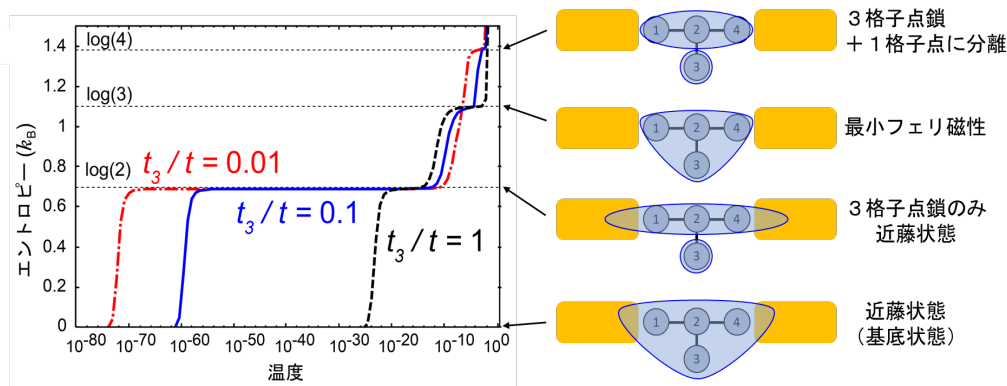 エントロピー (kB)
1.4
1.2
1
0.8
0.6
0.4
0.2
0
log(4)
log(3)
log(2)
t3 / t = 0.01
t3 / t = 0.1
t3 / t = 1
10-80
10-70
10-60
10-50
10-40
10-30
10-20
10-10
100
温度
1 2 4
3
3格子点鎖
+1格子点に分離
1 2 4
3
最小フェリ磁性
1 2 4
3
3格子点鎖のみ
近藤状態
1 2 4
3
近藤状態
(基底状態)